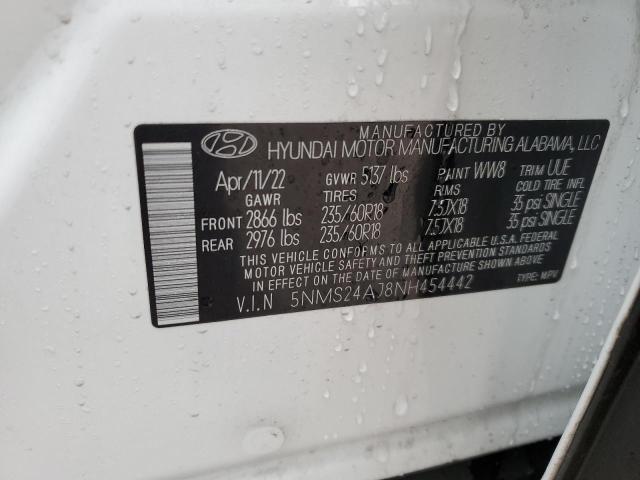 MANUFACTURED BY
HYUNDAI MOTOR MANUFACTURING ALABAMA, LLC
Apr/11/22 GVWR 5137 lbs PAINT WW8 TRIM UUE
GAWR TIRES RIMS COLD TIRE INFL
FRONT 2866 lbs 235/60R18 7.5JX18 35 psi SINGLE
REAR 2976 lbs 235/60R18 7.5JX18 35 psi SINGLE
THIS VEHICLE CONFORMS TO ALL APPLICABLE U.S.A. FEDERAL
MOTOR VEHICLE SAFETY AND THEFT PREVENTION STANDARDS
IN EFFECT ON THE DATE OF MANUFACTURE SHOWN ABOVE.
V.I.N 5NMS24AJ8NH454442 TYPE: MPV